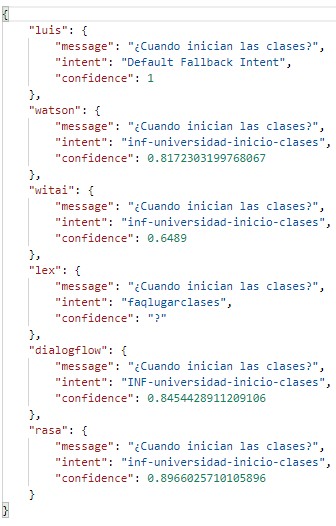 {
"luis": {
"message": "¿Cuando inician las clases?",
"intent": "Default Fallback Intent",
"confidence": 1
},
"watson": {
"message": "¿Cuando inician las clases?",
"intent": "inf-universidad-inicio-clases",
"confidence": 0.8172303199768067
},
"witai": {
"message": "¿Cuando inician las clases?",
"intent": "inf-universidad-inicio-clases",
"confidence": 0.6489
},
"lex": {
"message": "¿Cuando inician las clases?",
"intent": "faqlugarclases",
"confidence": "?"
},
"dialogflow": {
"message": "¿Cuando inician las clases?",
"intent": "INF-universidad-inicio-clases",
"confidence": 0.8454428911209106
},
"rasa": {
"message": "¿Cuando inician las clases?",
"intent": "inf-universidad-inicio-clases",
"confidence": 0.8966025710105896
}
}